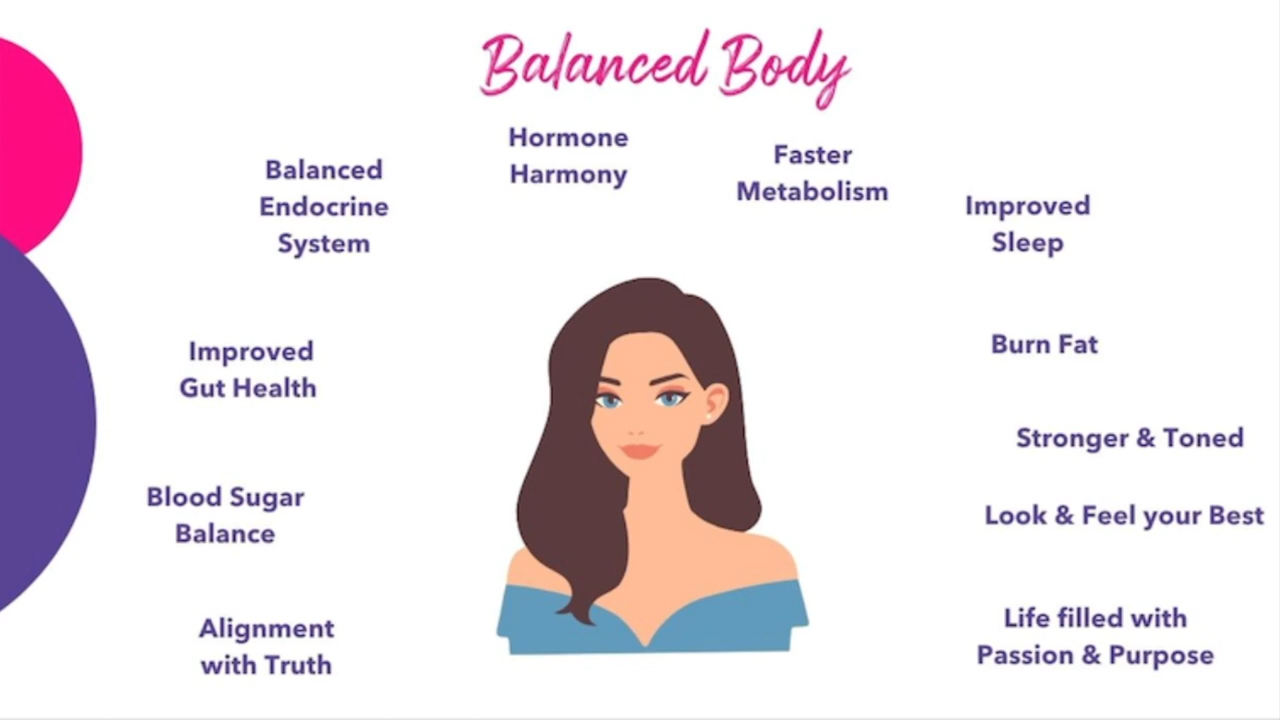 Balanced Body
Hormone
Harmony
Faster
Metabolism
Balanced
Endocrine
System
Improved
Sleep
Improved
Gut Health
Burn Fat
Stronger & Toned
Blood Sugar
Balance
Look & Feel your Best
Alignment
with Truth
Life filled with
Passion & Purpose